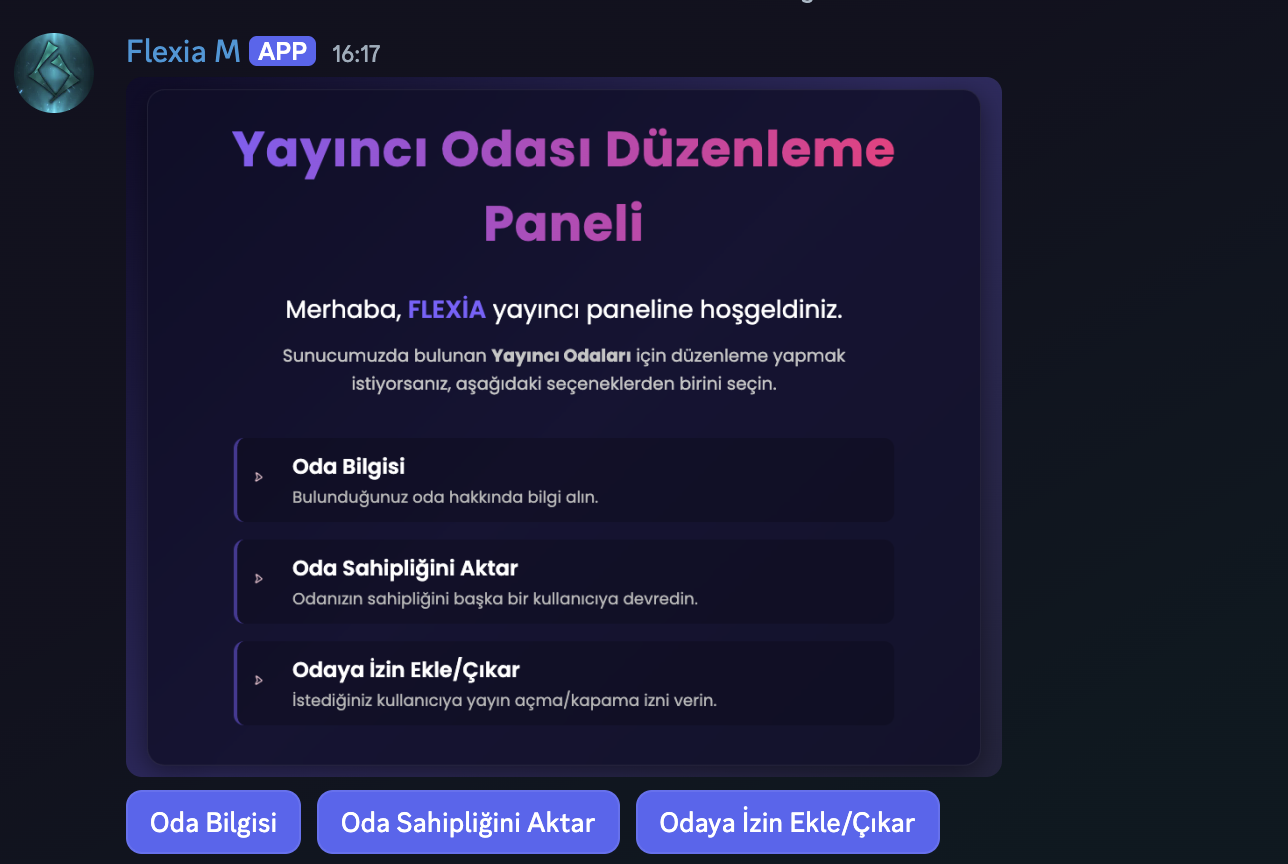 Flexia M APP 16:17
Yayıncı Odası Düzenleme
Paneli
Merhaba, FLEXİA yayıncı paneline hoşgeldiniz.
Sunucumuzda bulunan Yayıncı Odaları için düzenleme yapmak
istiyorsanız, aşağıdaki seçeneklerden birini seçin.
Oda Bilgisi
Bulunduğunuz oda hakkında bilgi alın.
Oda Sahipliğini Aktar
Odanızın sahipliğini başka bir kullanıcıya devredin.
Odaya İzin Ekle/Çıkar
İstediğiniz kullanıcıya yayın açma/kapama izni verin.
Oda Bilgisi Oda Sahipliğini Aktar Odaya İzin Ekle/Çıkar